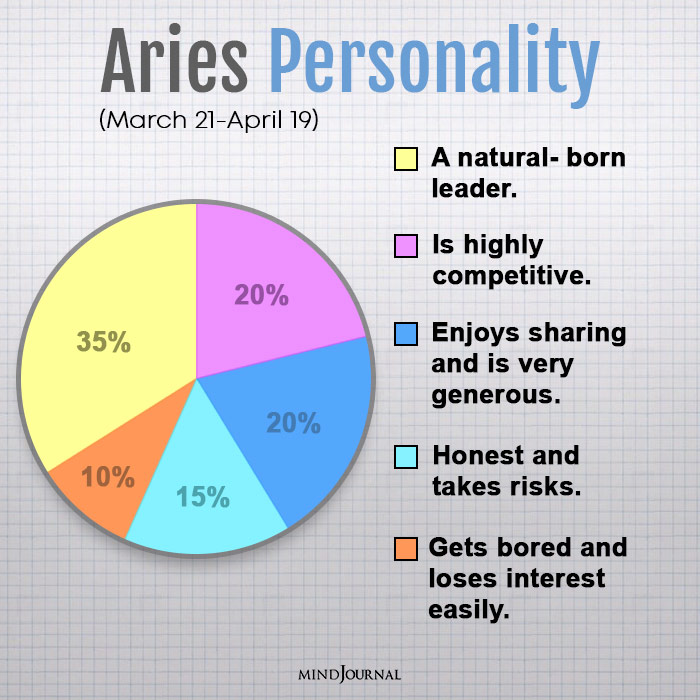 Aries Personality
(March 21-April 19)
A natural- born
leader.
Is highly
competitive.
Enjoys sharing
and is very
generous.
Honest and
takes risks.
Gets bored and
loses interest
easily.
35%
20%
20%
15%
10%
MINDJOURNAL